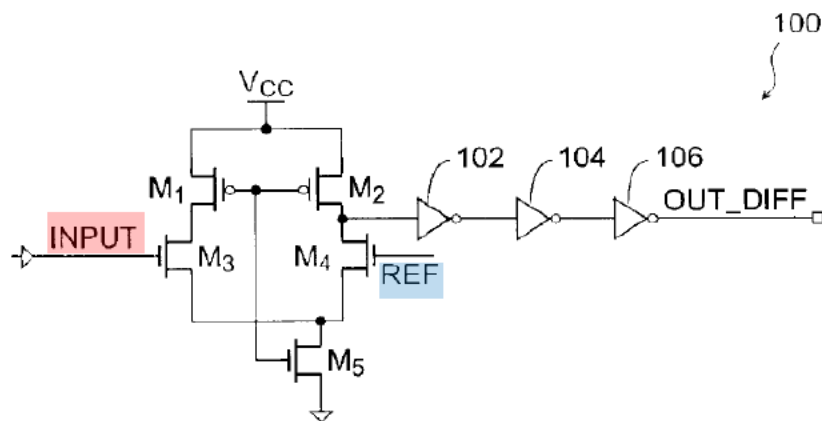 100
VCC
102
104
106
M1
M2
OUT_DIFF
INPUT
M3
M4
REF
M5